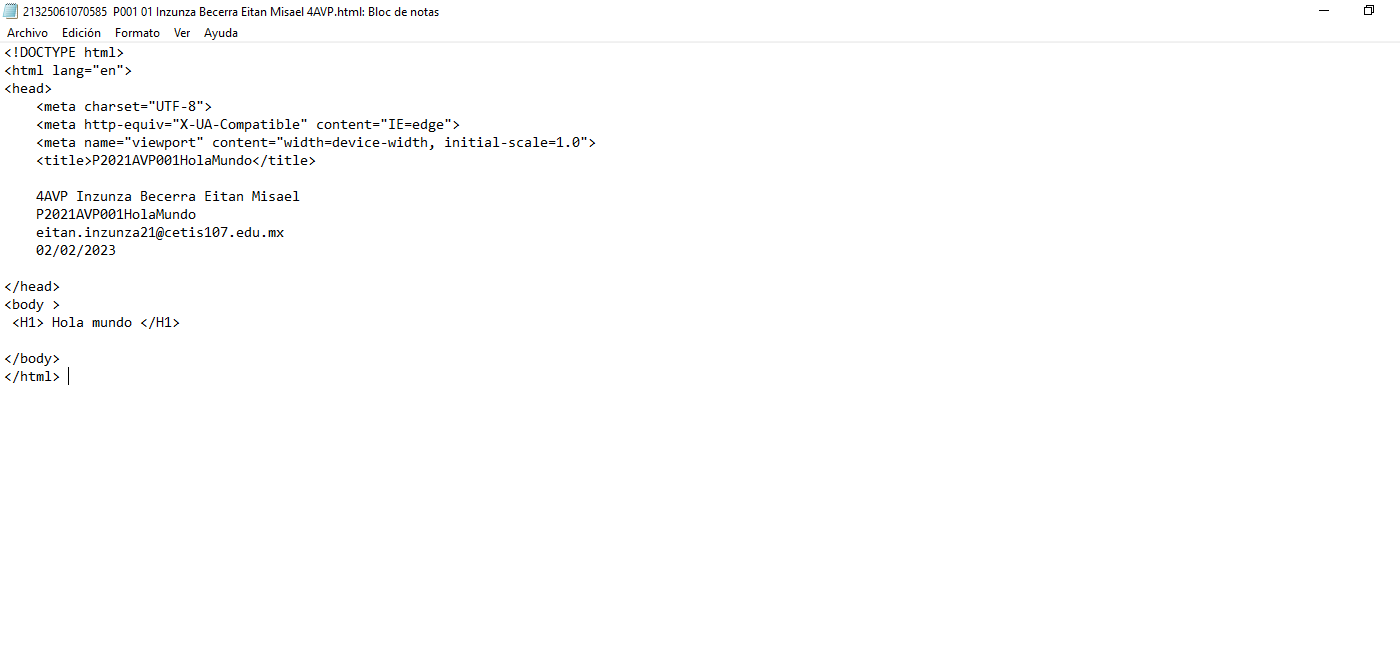 21325061070585  P001 01 Inzunza Becerra Eitan Misael 4AVP.html: Bloc de notas
Archivo Edición Formato Ver Ayuda
<!DOCTYPE html>
<html lang="en">
<head>
    <meta charset="UTF-8">
    <meta http-equiv="X-UA-Compatible" content="IE=edge">
    <meta name="viewport" content="width=device-width, initial-scale=1.0">
    <title>P2021AVP001HolaMundo</title>

    4AVP Inzunza Becerra Eitan Misael
    P2021AVP001HolaMundo
    eitan.inzunza21@cetis107.edu.mx
    02/02/2023

</head>
<body >
 <H1> Hola mundo </H1>

</body>
</html>